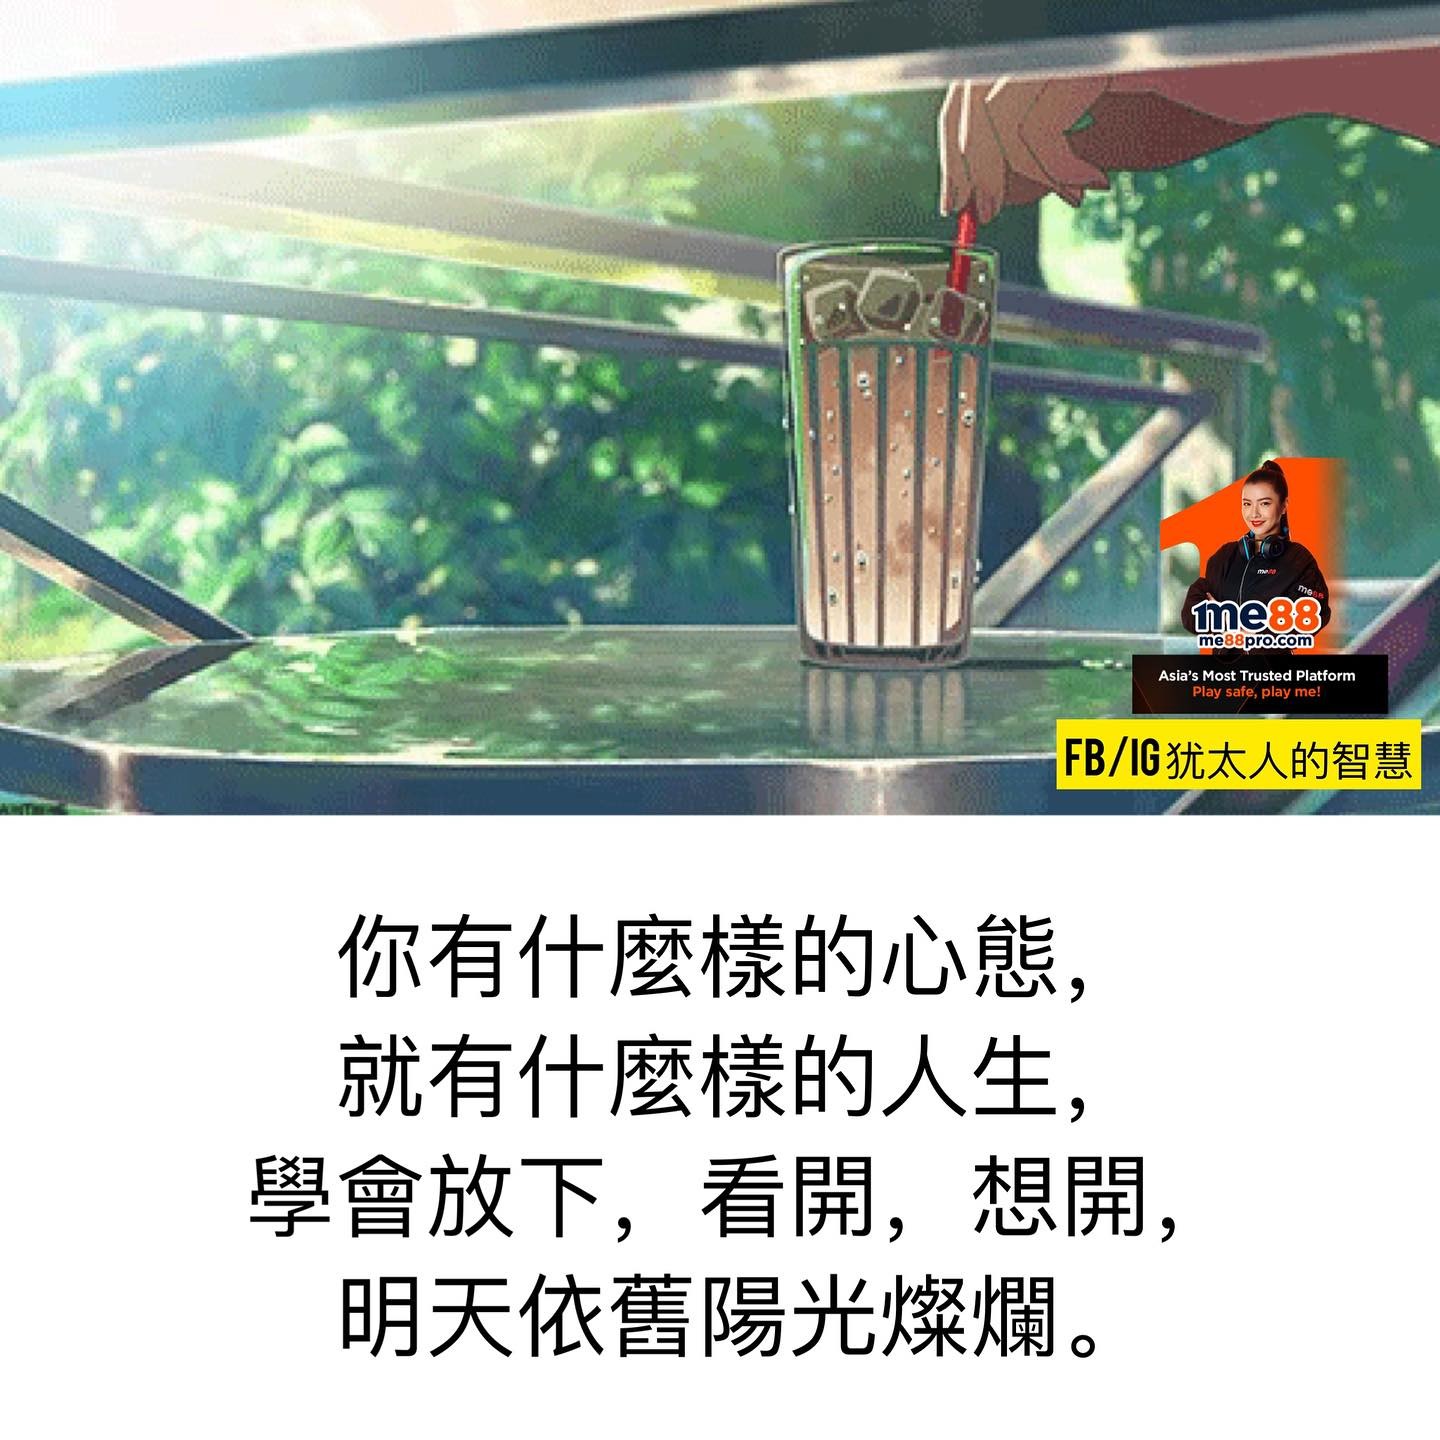 me88
me88
1me88
me88pro.com
Asia's Most Trusted Platform
Play safe, play me!
FB/IG犹太人的智慧
你有什麼樣的心態，
就有什麼樣的人生，
學會放下，看開，想開，
明天依舊陽光燦爛。